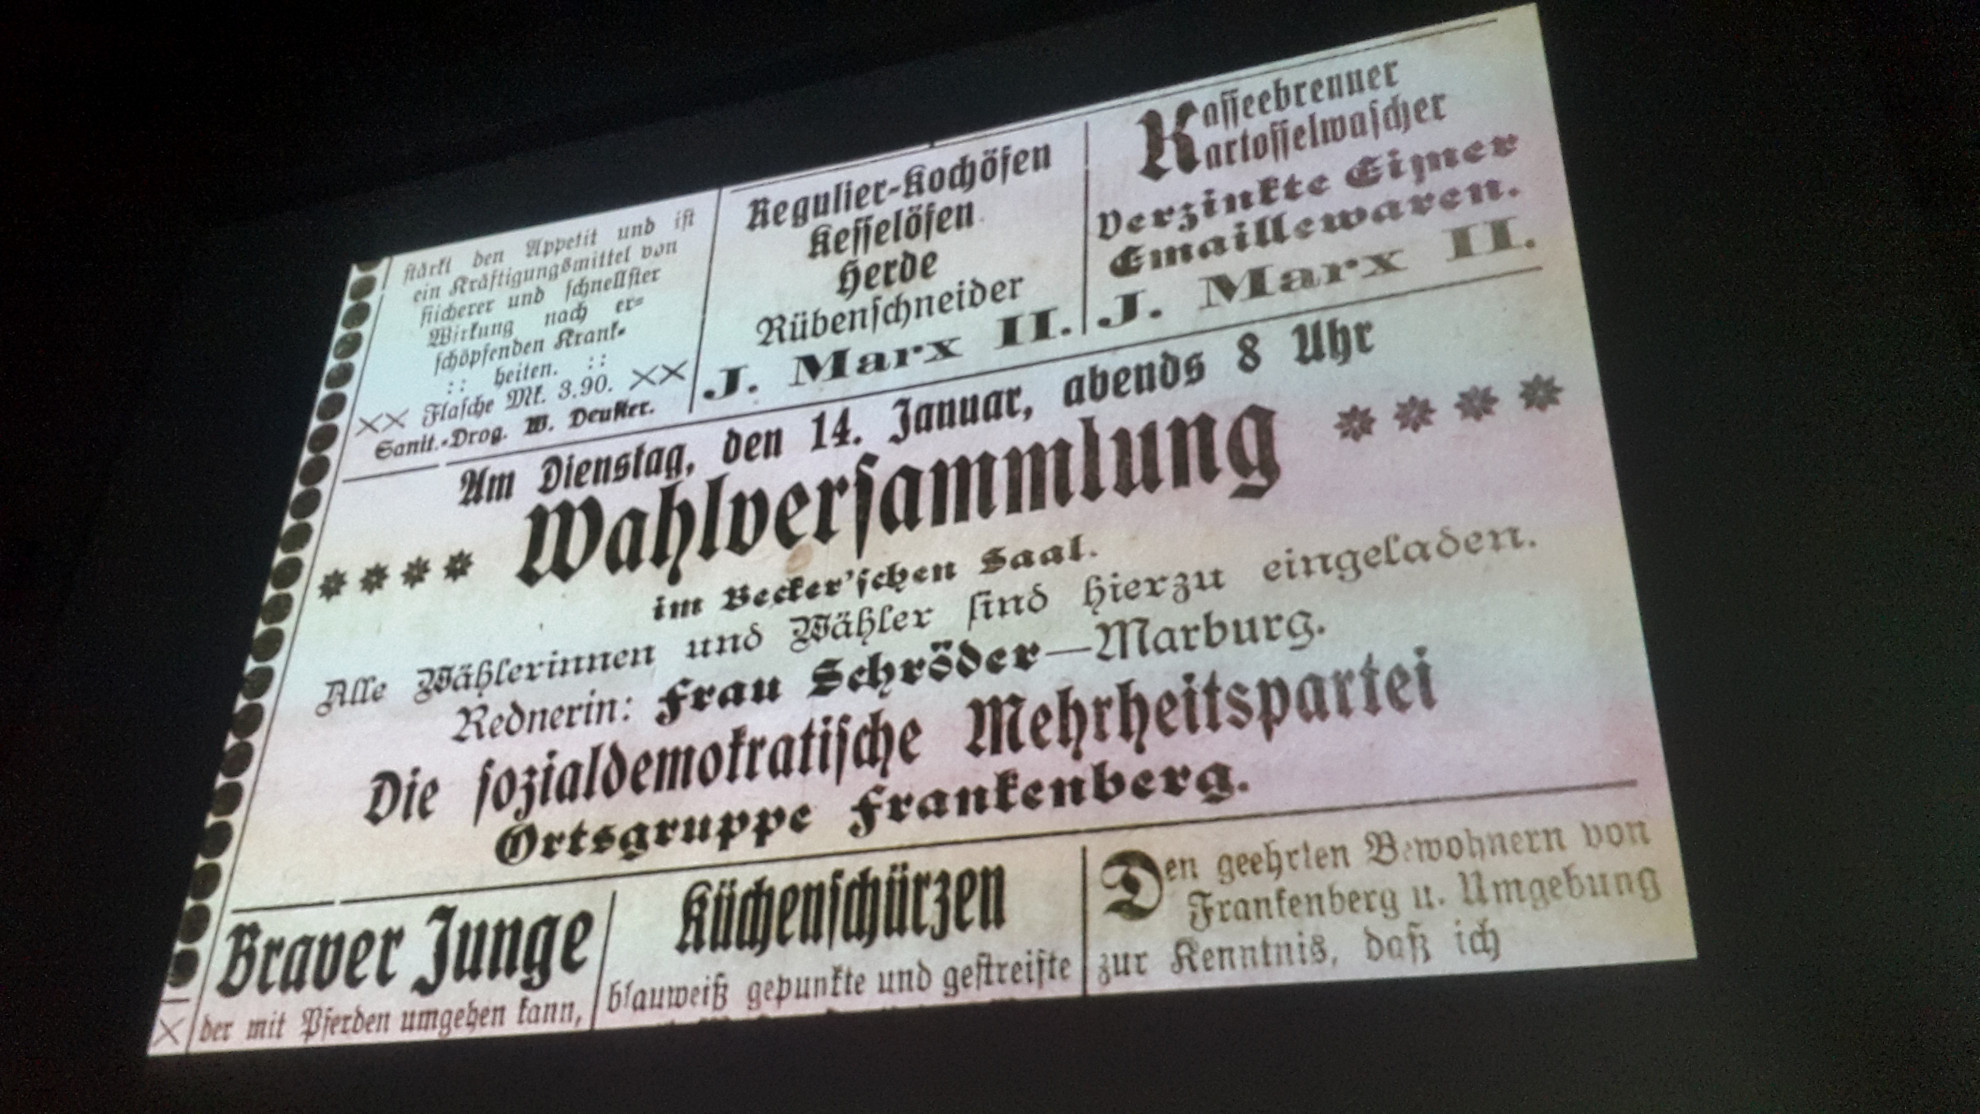 stärkt den Appetit und ist
ein Kräftigungsmittel von
sicherer und schnellster
Wirkung nach er=
schöpfenden Krank=
:: heiten. ::
XX Flasche Mk. 3.90. XX
Sanit.=Drog. W. Deusker.
Regulier=Kochöfen
Kesselöfen
Herde
Rübenschneider
J. Marx II.
Kaffeebrenner
Kartoffelwascher
Verzinkte Eimer
Emaillewaren.
J. Marx II.
Am Dienstag, den 14. Januar, abends 8 Uhr
Wahlversammlung
im Becker'schen Saal.
Alle Wählerinnen und Wähler sind hierzu eingeladen.
Rednerin: Frau Schröder—Marburg.
Die sozialdemokratische Mehrheitspartei
Ortsgruppe Frankenberg.
Braver Junge
der mit Pferden umgehen kann,
Küchenschürzen
blauweiß gepunkte und gestreifte
Den geehrten Bewohnern von
Frankenberg u. Umgebung
zur Kenntnis, daß ich